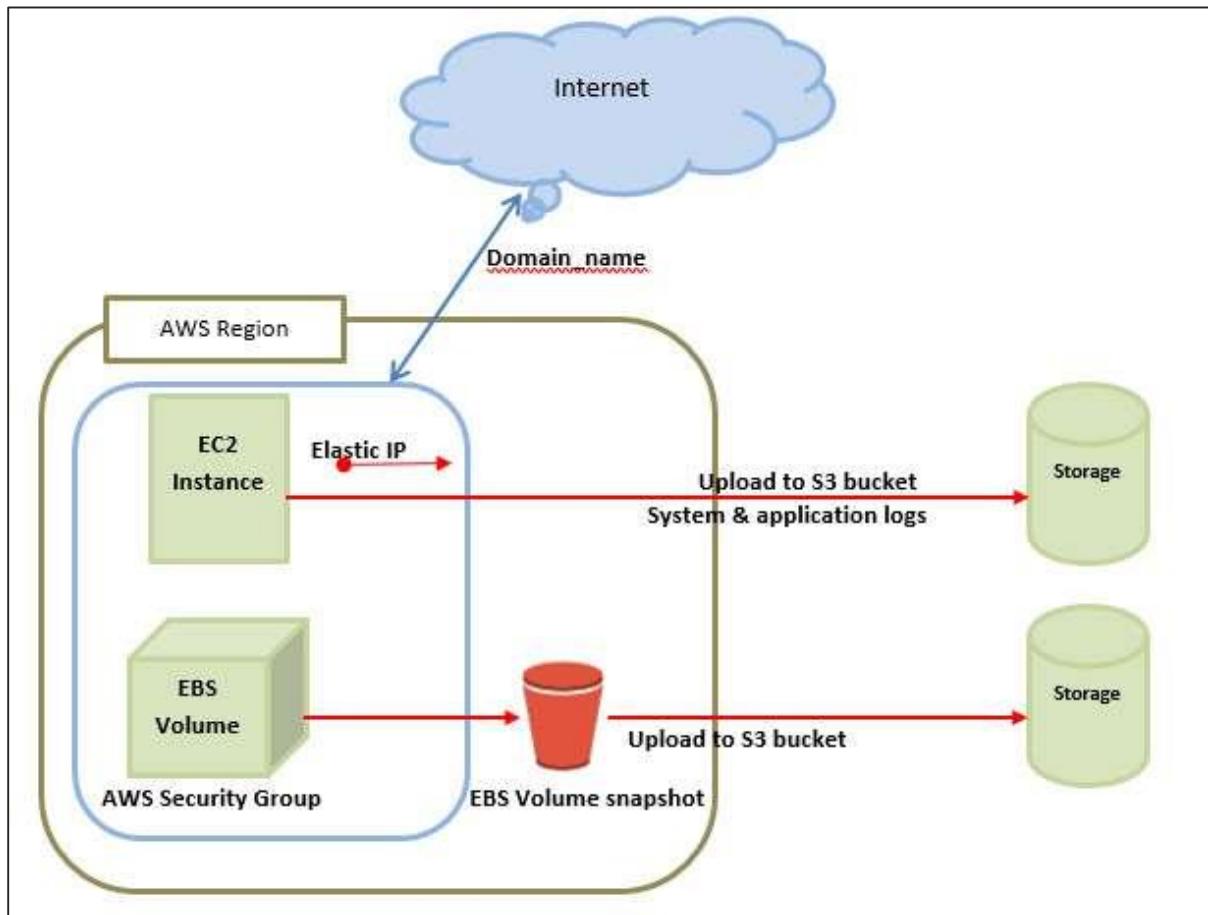 Internet
Domain_name
AWS Region
EC2
Instance
Elastic IP
Upload to S3 bucket
System & application logs
Storage
EBS
Volume
AWS Security Group
EBS Volume snapshot
Upload to S3 bucket
Storage